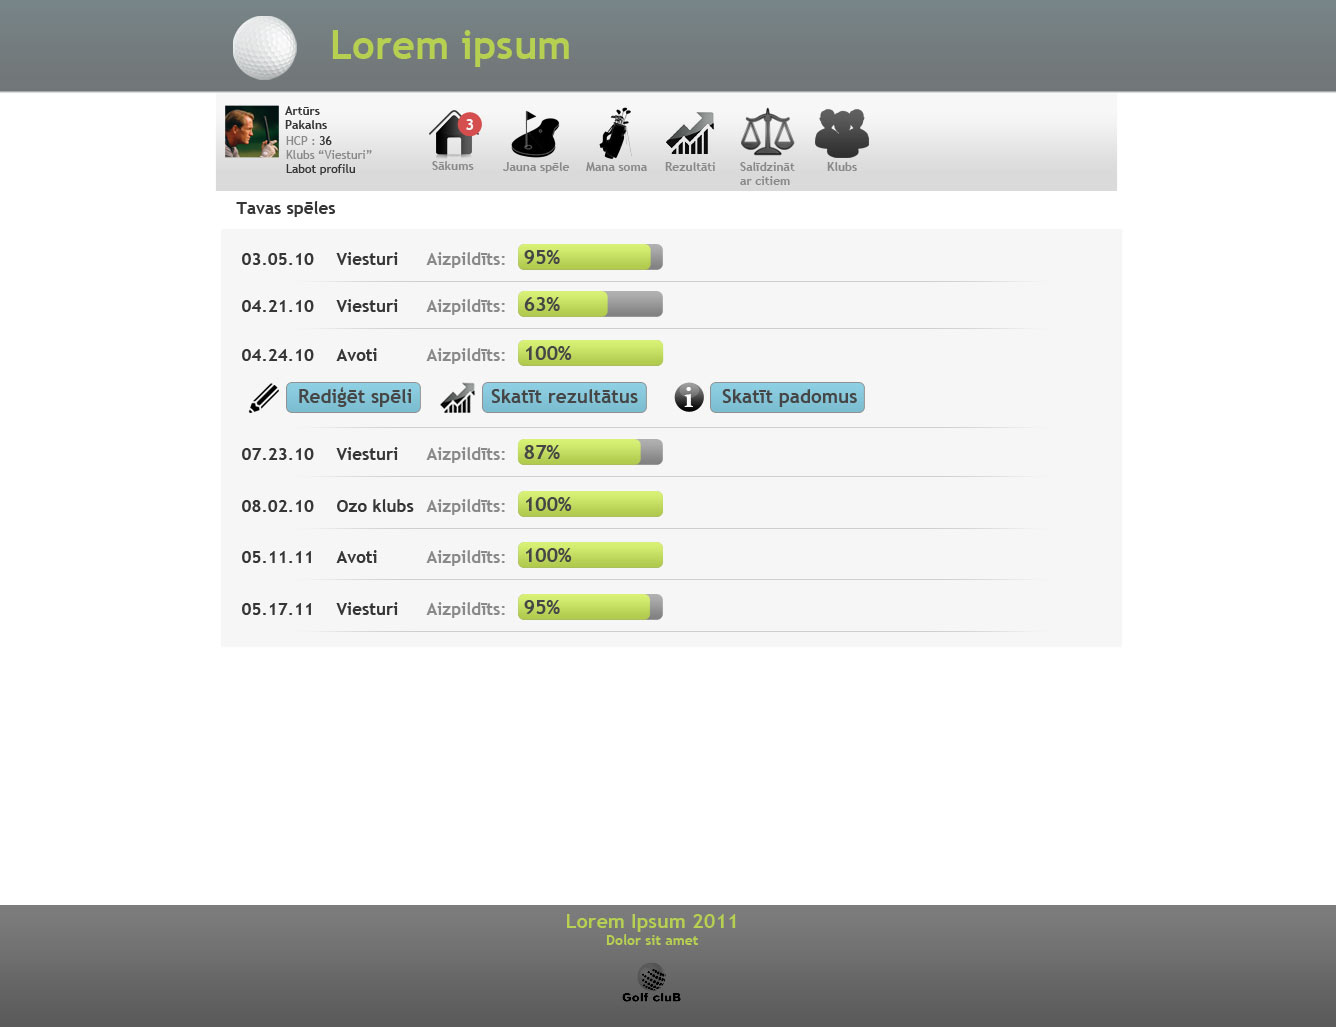 Lorem ipsum
Artūrs
Pakalns
HCP : 36
Klubs “Viesturi”
Labot profilu
3
Sākums
Jauna spēle
Mana soma
Rezultāti
Salīdzināt
ar citiem
Klubs
Tavas spēles
03.05.10 Viesturi Aizpildīts: 95%
04.21.10 Viesturi Aizpildīts: 63%
04.24.10 Avoti Aizpildīts: 100%
Rediģēt spēli Skatīt rezultātus Skatīt padomus
07.23.10 Viesturi Aizpildīts: 87%
08.02.10 Ozo klubs Aizpildīts: 100%
05.11.11 Avoti Aizpildīts: 100%
05.17.11 Viesturi Aizpildīts: 95%
Lorem Ipsum 2011
Dolor sit amet
Golf cluB